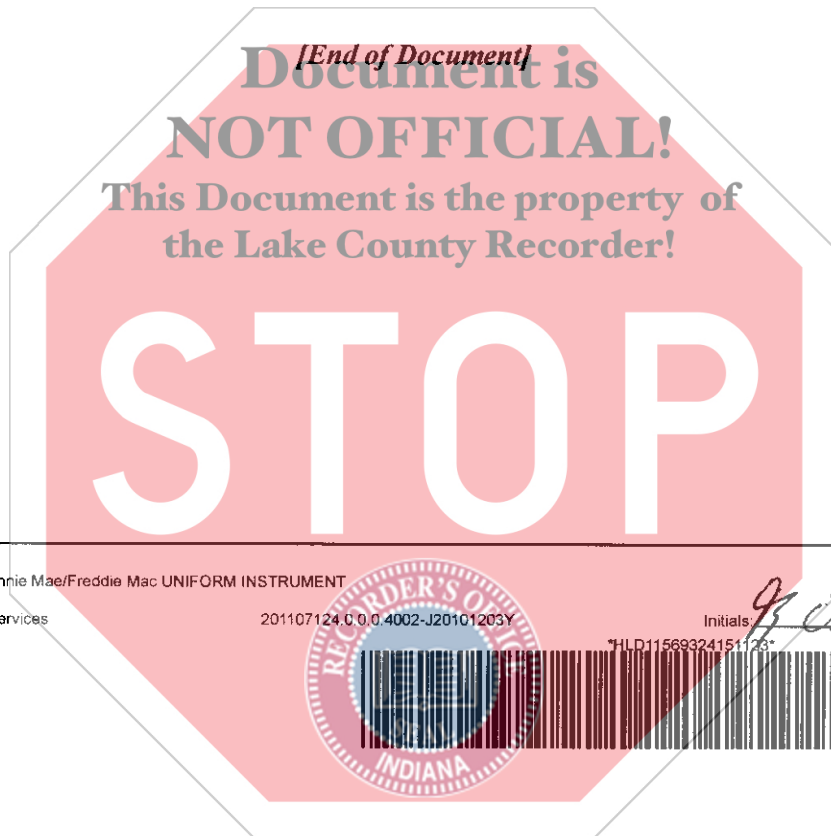 [End of Document]
Document is
NOT OFFICIAL!
This Document is the property of
the Lake County Recorder!
STOP
nnie Mae/Freddie Mac UNIFORM INSTRUMENT
ervices 201107124.0.0.0.4002-J20101203Y Initials:
*HLD11569324151123*
RECORDER'S OFFICE
SEAL
INDIANA